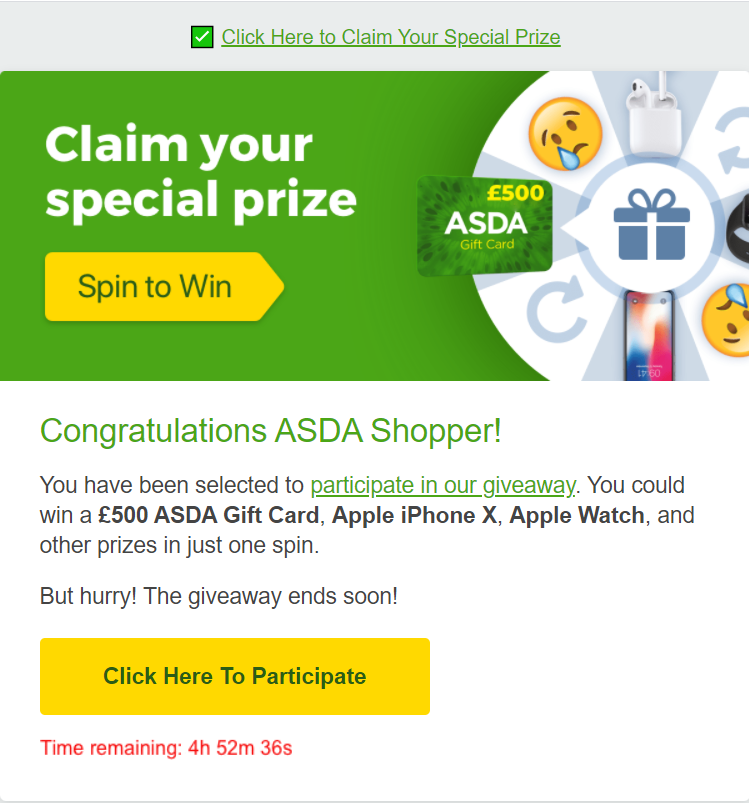 Click Here to Claim Your Special Prize
Claim your
special prize
Spin to Win
£500
ASDA
Gift Card
09:41
Congratulations ASDA Shopper!
You have been selected to participate in our giveaway. You could
win a £500 ASDA Gift Card, Apple iPhone X, Apple Watch, and
other prizes in just one spin.
But hurry! The giveaway ends soon!
Click Here To Participate
Time remaining: 4h 52m 36s